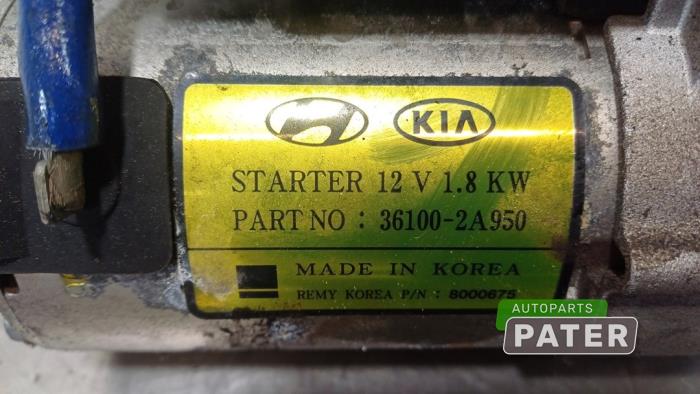 KIA
STARTER 12 V 1.8 KW
PART NO : 36100-2A950
MADE IN KOREA
REMY KOREA P/N : 8000675
AUTOPARTS
PATER